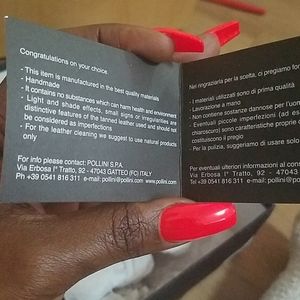 Congratulations on your choice.
- This item is manufactured in the best quality materials
- Handmade
- It contains no substances which can harm health and environment
- Light and shade effects, small signs or irregularities are
distinctive features of the tanned leather used and should not
be considered as imperfections
- For the leather cleaning we suggest to use natural products
only
For info please contact: POLLINI S.P.A.
Via Erbosa I° Tratto, 92 - 47043 GATTEO (FC) ITALY
Ph +39 0541 816 311 e-mail: pollini@pollini.com www.pollini.com
Nel ringraziarla per la scelta, ci pregiamo for
- I materiali utilizzati sono di prima qualità
- Lavorazione a mano
- Non contiene sostanze dannose per l'uom
- Eventuali piccole imperfezioni (ad es
chiaroscuro) sono caratteristiche proprie d
costituiscono il pregio
- Per la pulizia, suggeriamo di usare solo
Per eventuali ulteriori informazioni al cons
Via Erbosa I° Tratto, 92 - 47043
Tel +39 0541 816 311 e-mail: pollini@pollini